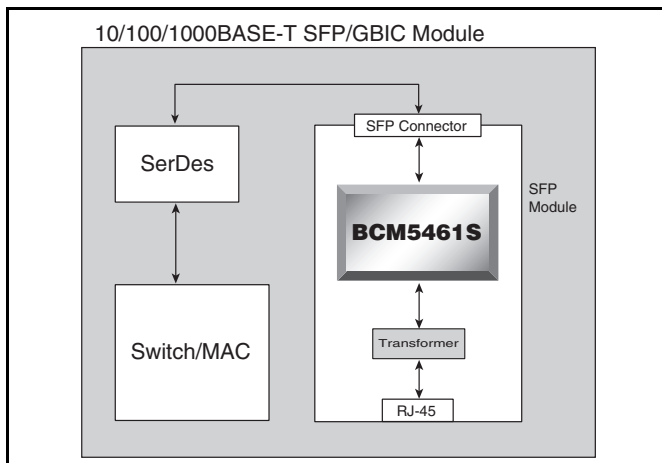 10/100/1000BASE-T SFP/GBIC Module
SerDes
Switch/MAC
SFP Connector
BCM5461S
Transformer
RJ-45
SFP
Module